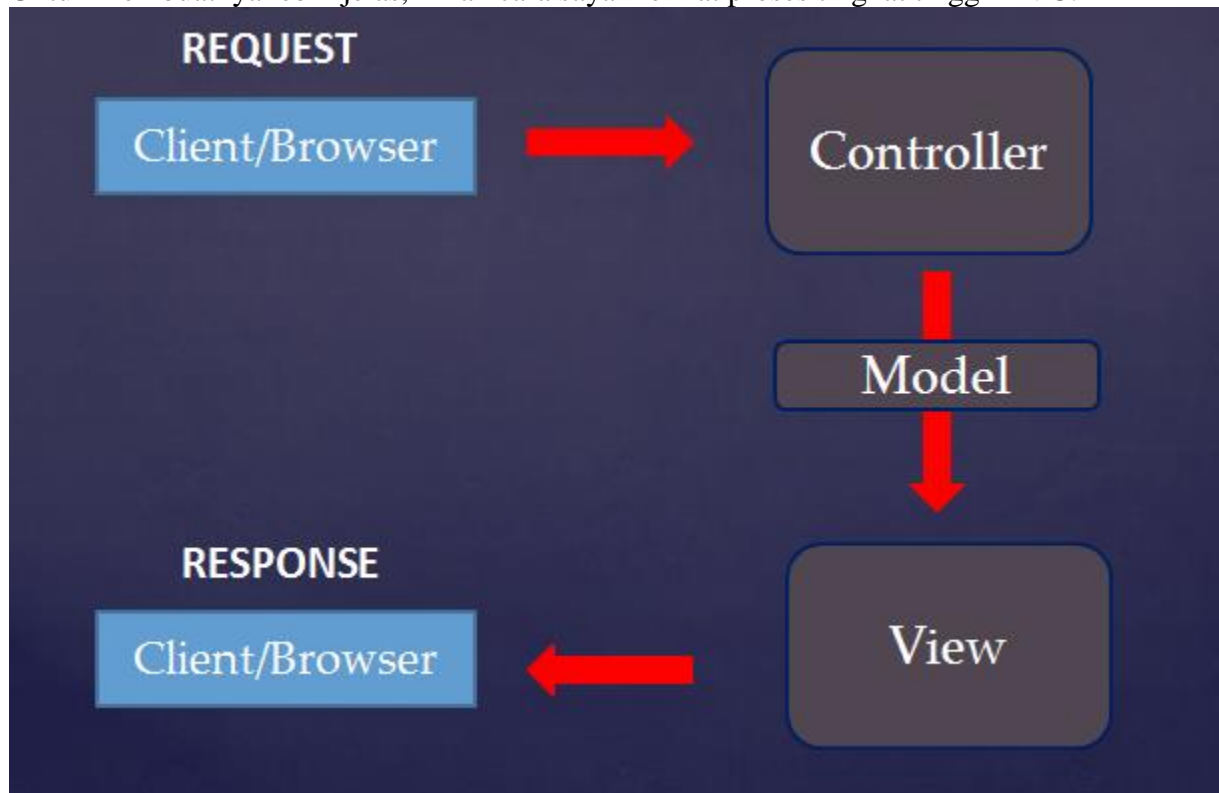 REQUEST
Client/Browser
Controller
Model
RESPONSE
Client/Browser
View